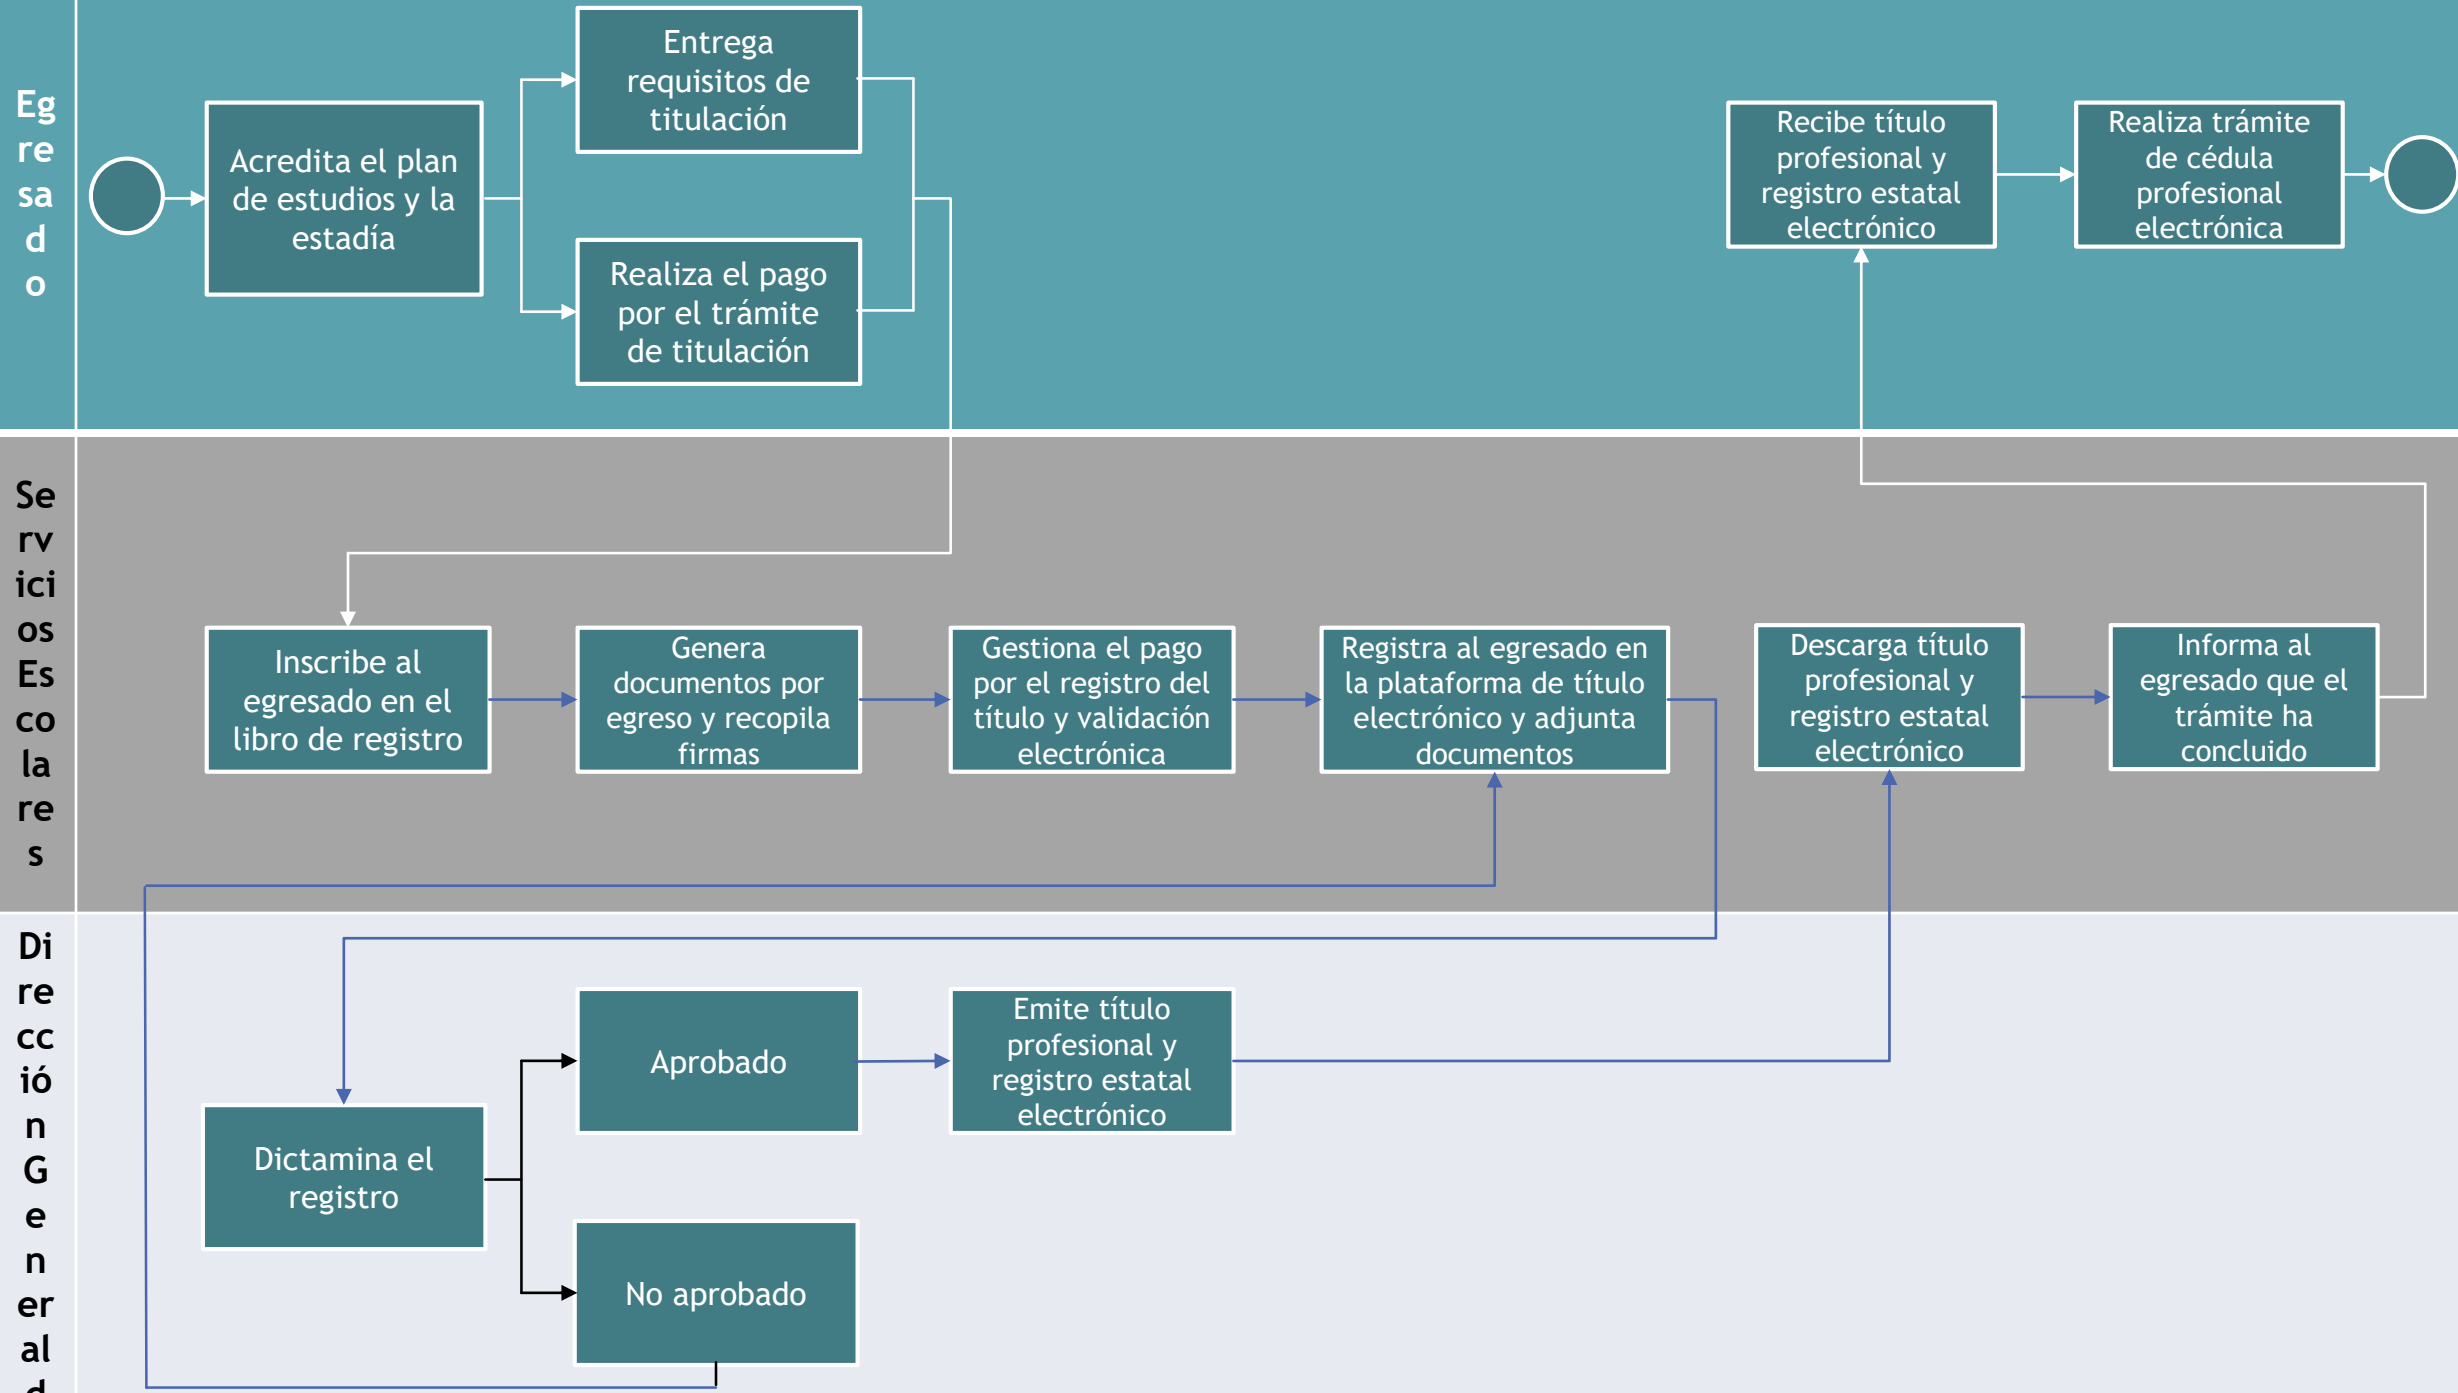 Eg
re
sa
d
o
Acredita el plan
de estudios y la
estadía
Entrega
requisitos de
titulación
Realiza el pago
por el trámite
de titulación
Recibe título
profesional y
registro estatal
electrónico
Realiza trámite
de cédula
profesional
electrónica
Se
rv
ici
os
Es
co
la
re
s
Inscribe al
egresado en el
libro de registro
Genera
documentos por
egreso y recopila
firmas
Gestiona el pago
por el registro del
título y validación
electrónica
Registra al egresado en
la plataforma de título
electrónico y adjunta
documentos
Descarga título
profesional y
registro estatal
electrónico
Informa al
egresado que el
trámite ha
concluido
Di
re
cc
ió
n
G
e
n
er
al
d
Dictamina el
registro
Aprobado
Emite título
profesional y
registro estatal
electrónico
No aprobado